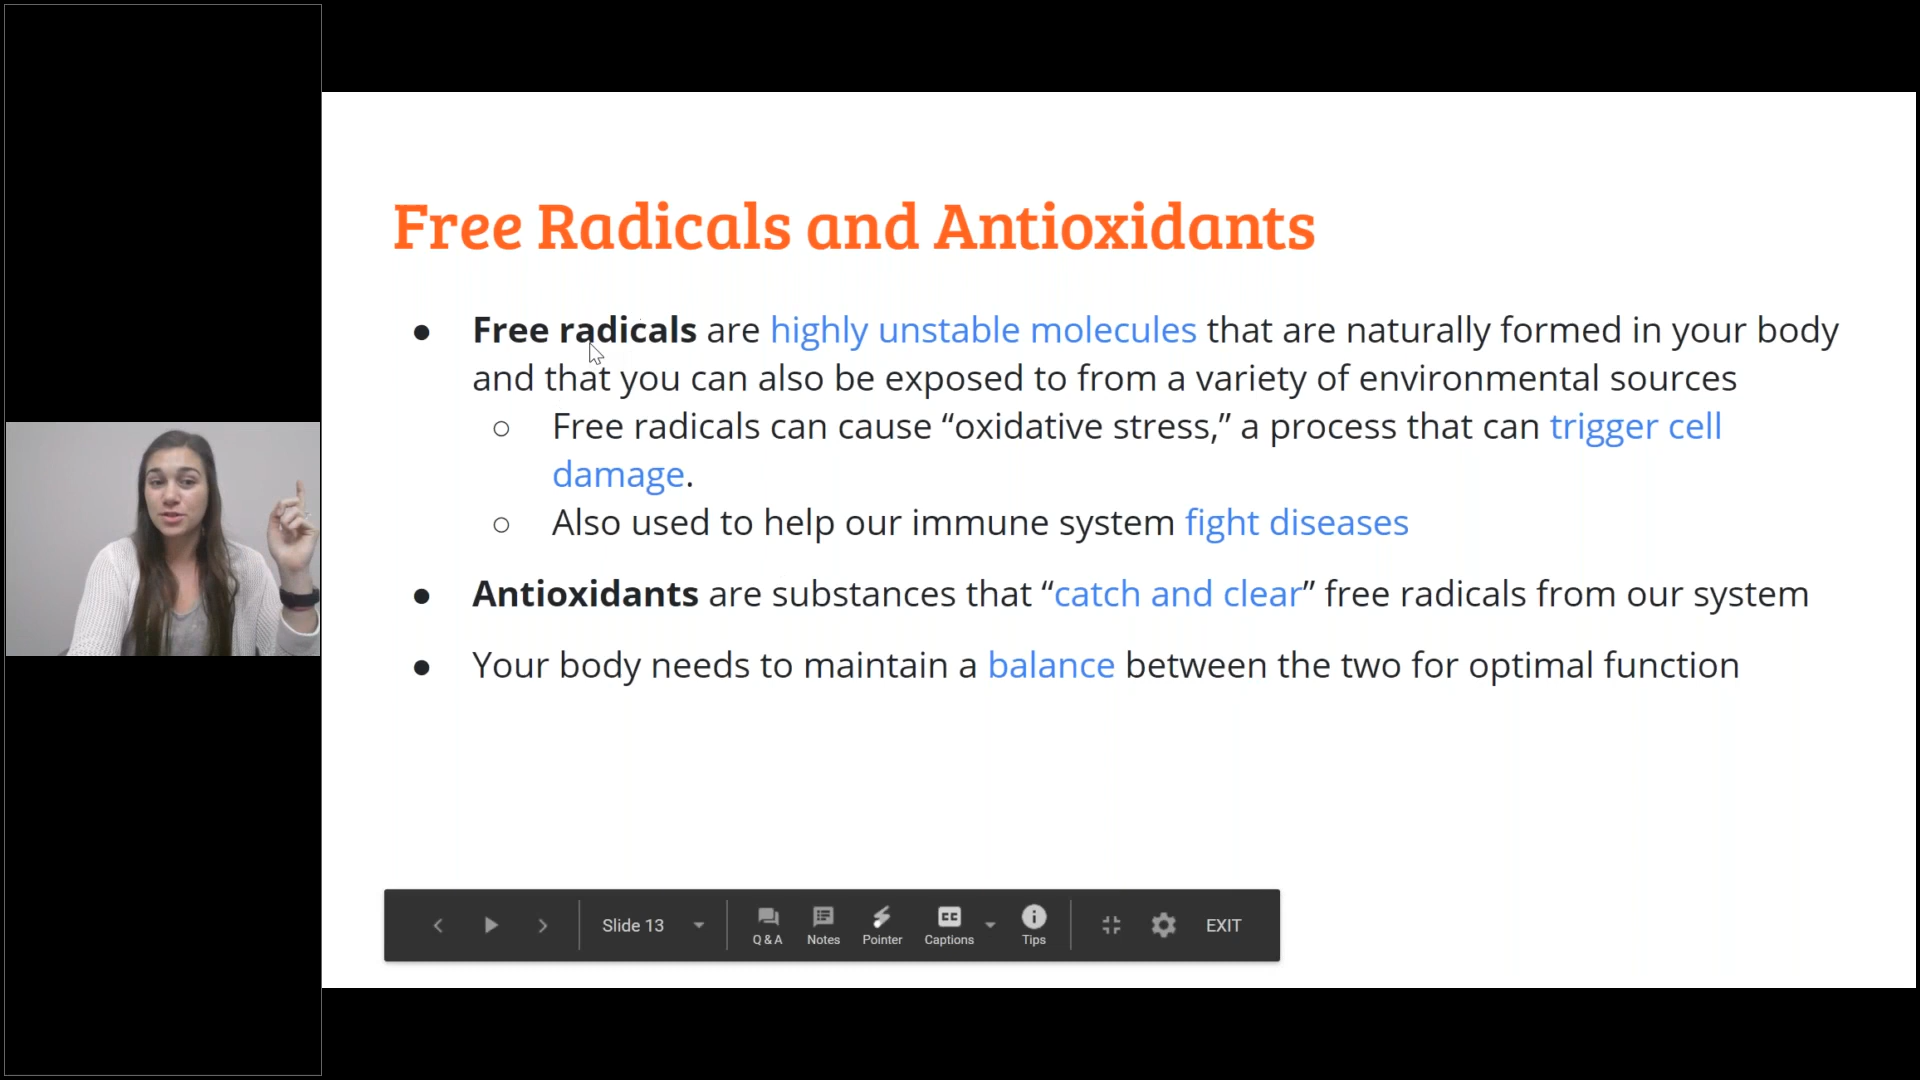 Free Radicals and Antioxidants
● Free radicals are highly unstable molecules that are naturally formed in your body
and that you can also be exposed to from a variety of environmental sources
○ Free radicals can cause “oxidative stress,” a process that can trigger cell
damage.
○ Also used to help our immune system fight diseases
● Antioxidants are substances that “catch and clear” free radicals from our system
● Your body needs to maintain a balance between the two for optimal function
Slide 13 Q & A Notes Pointer CC Captions Tips EXIT